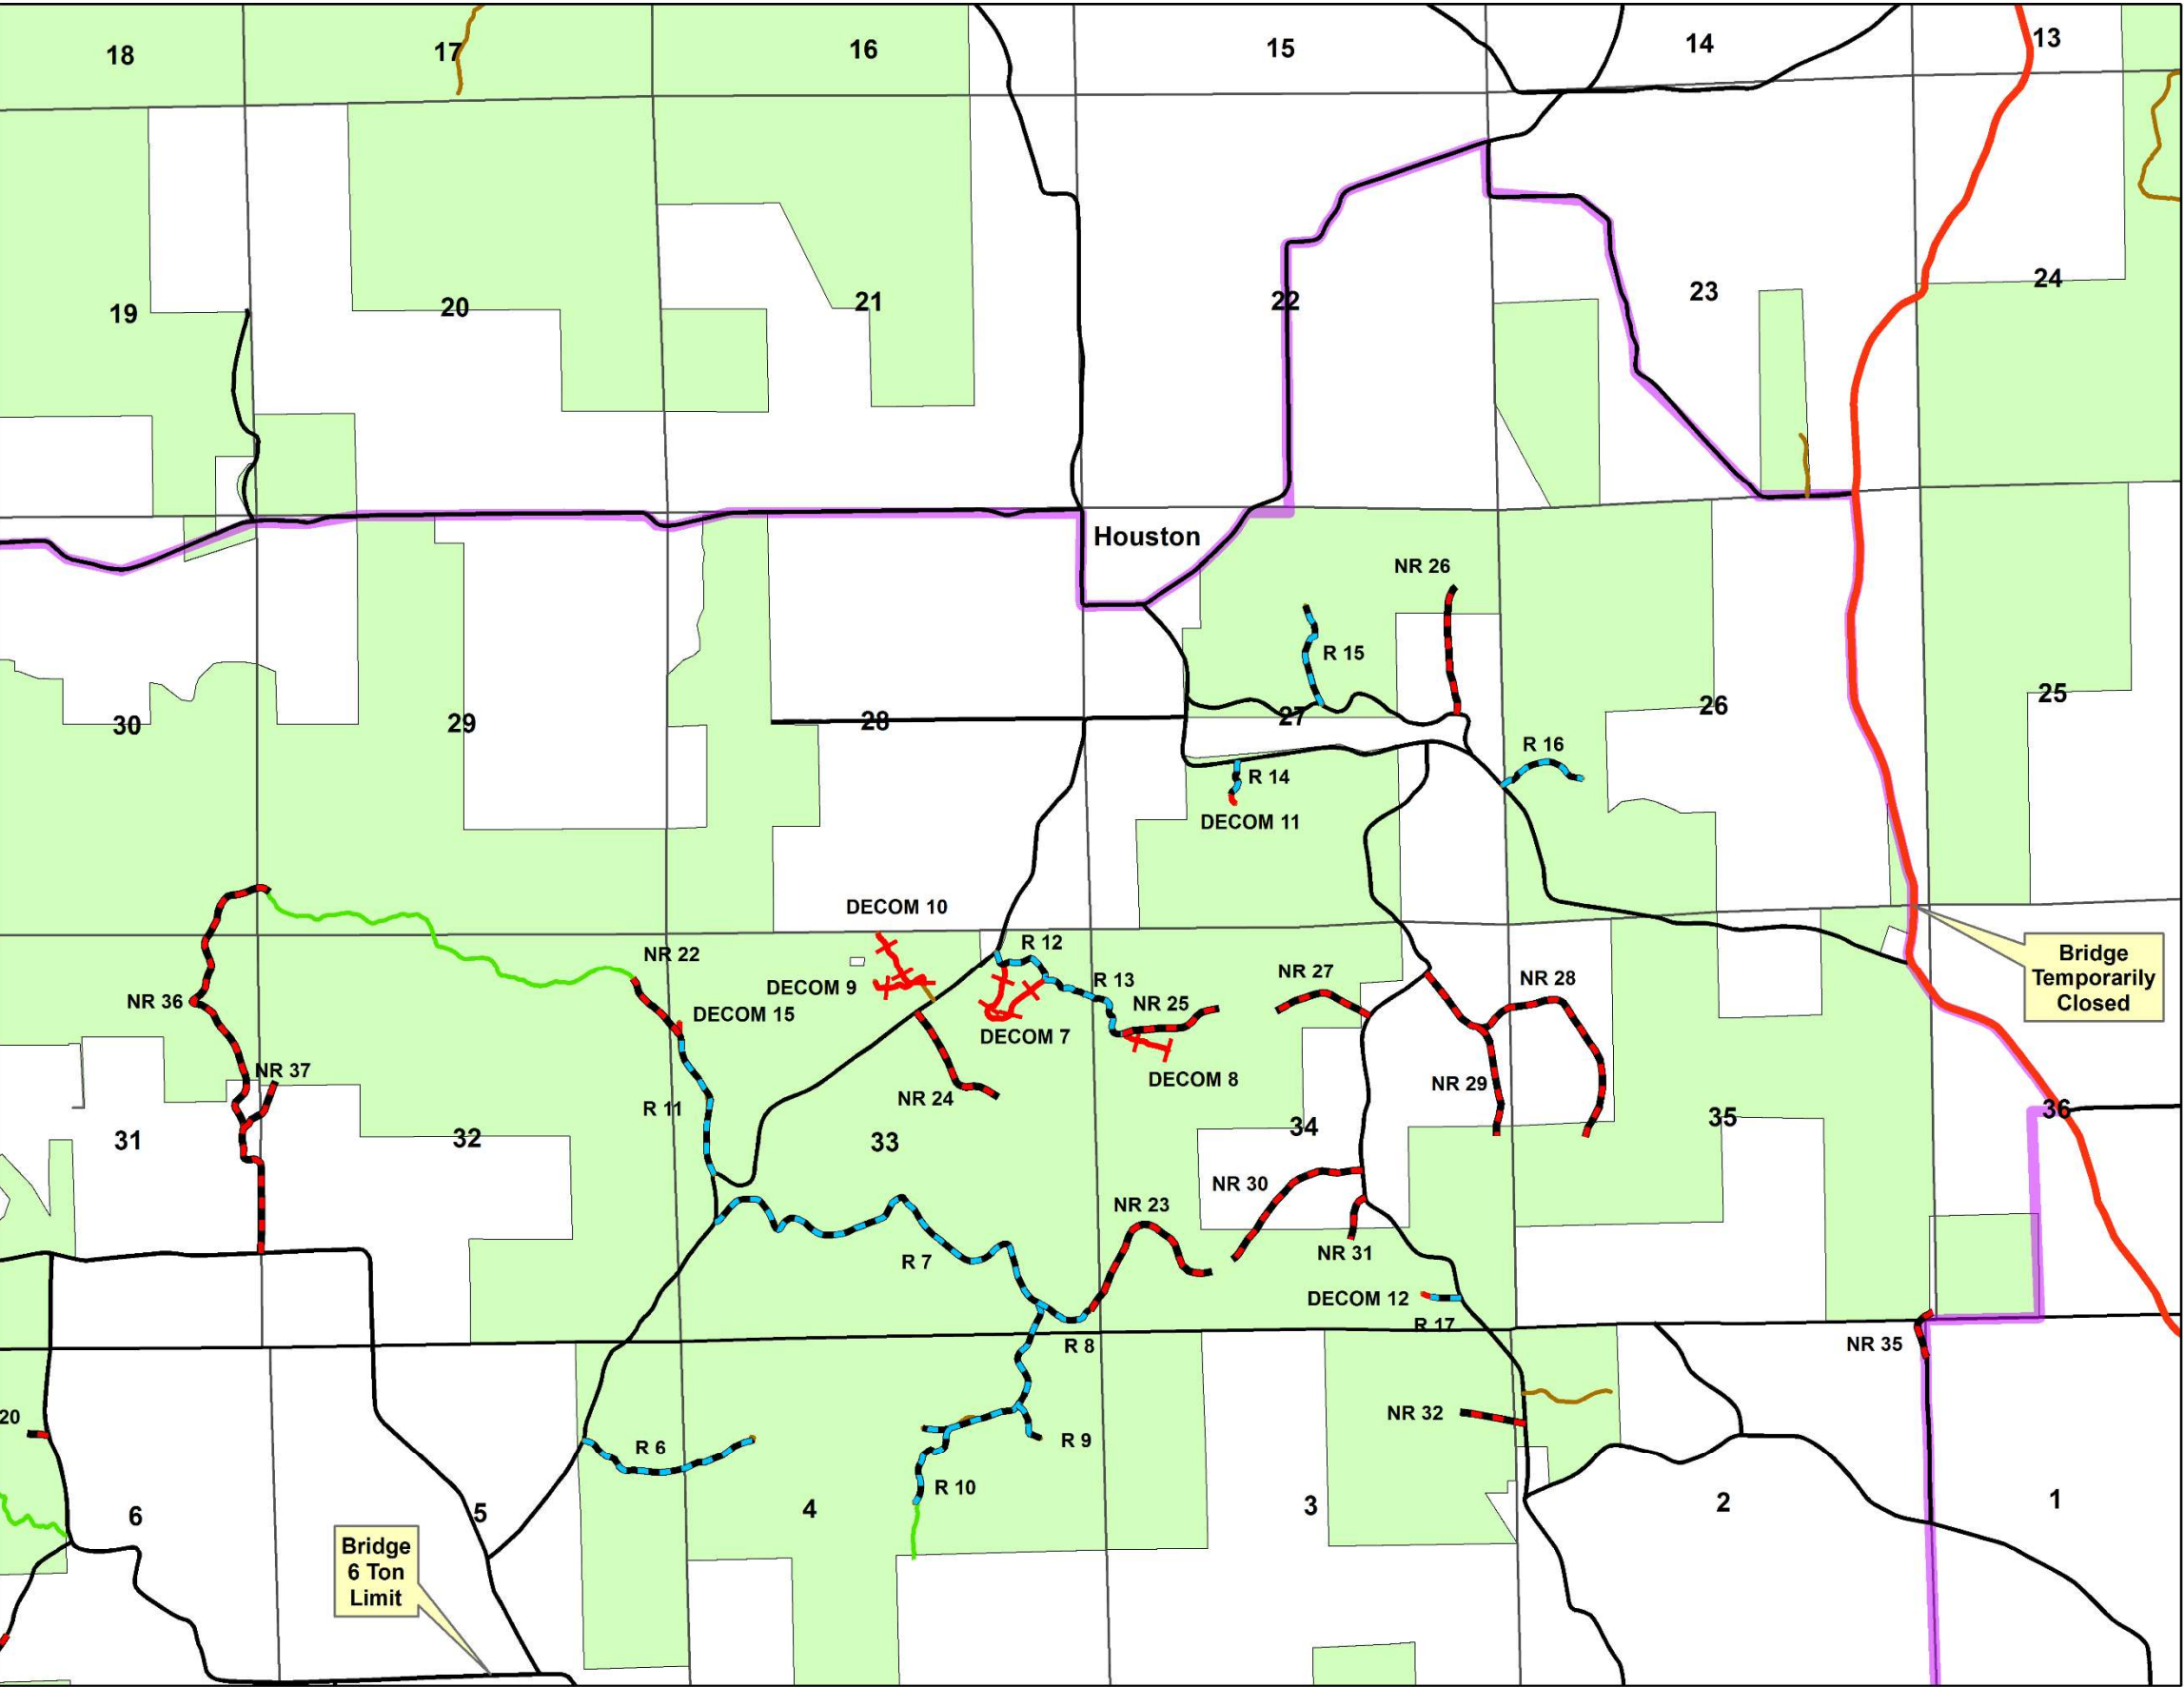 18
17
16
15
14
13
19
20
21
22
23
24
Houston
NR 26
R 15
30
29
28
27
26
25
R 16
R 14
DECOM 11
DECOM 10
R 12
NR 22
DECOM 9
R 13
NR 27
NR 28
Bridge
Temporarily
Closed
NR 36
DECOM 15
NR 25
DECOM 7
NR 37
DECOM 8
NR 29
NR 24
R 11
31
32
33
34
35
36
NR 30
NR 23
NR 31
R 7
DECOM 12
R 17
R 8
NR 35
20
NR 32
R 6
R 9
R 10
6
5
4
3
2
1
Bridge
6 Ton
Limit